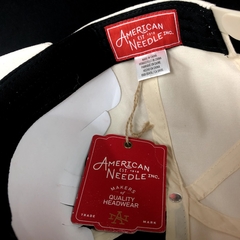 AMERICAN
EST. 1918
NEEDLE INC.
AMERICAN
EST. 1918
NEEDLE INC.
MAKERS
of
QUALITY
HEADWEAR
TRADE MARK